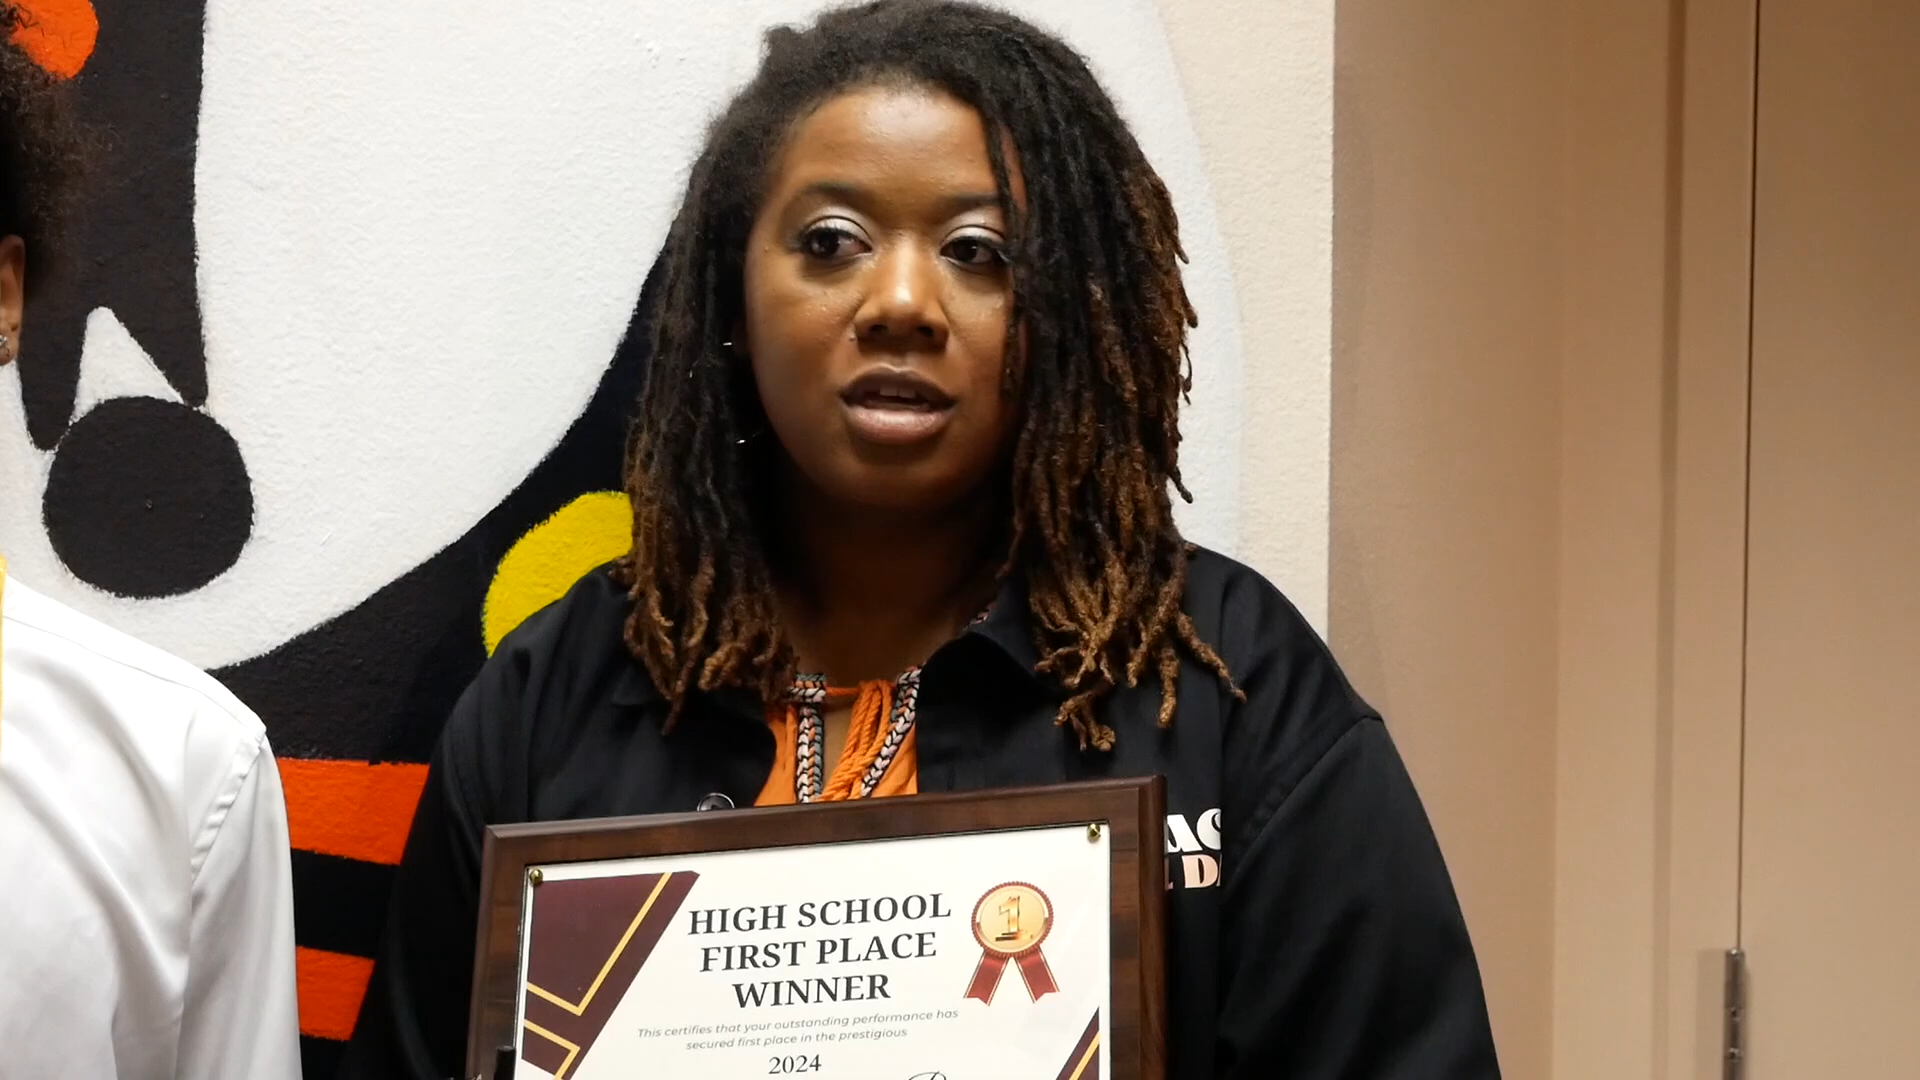 HIGH SCHOOL
FIRST PLACE
WINNER
1
This certifies that your outstanding performance has
secured first place in the prestigious
2024